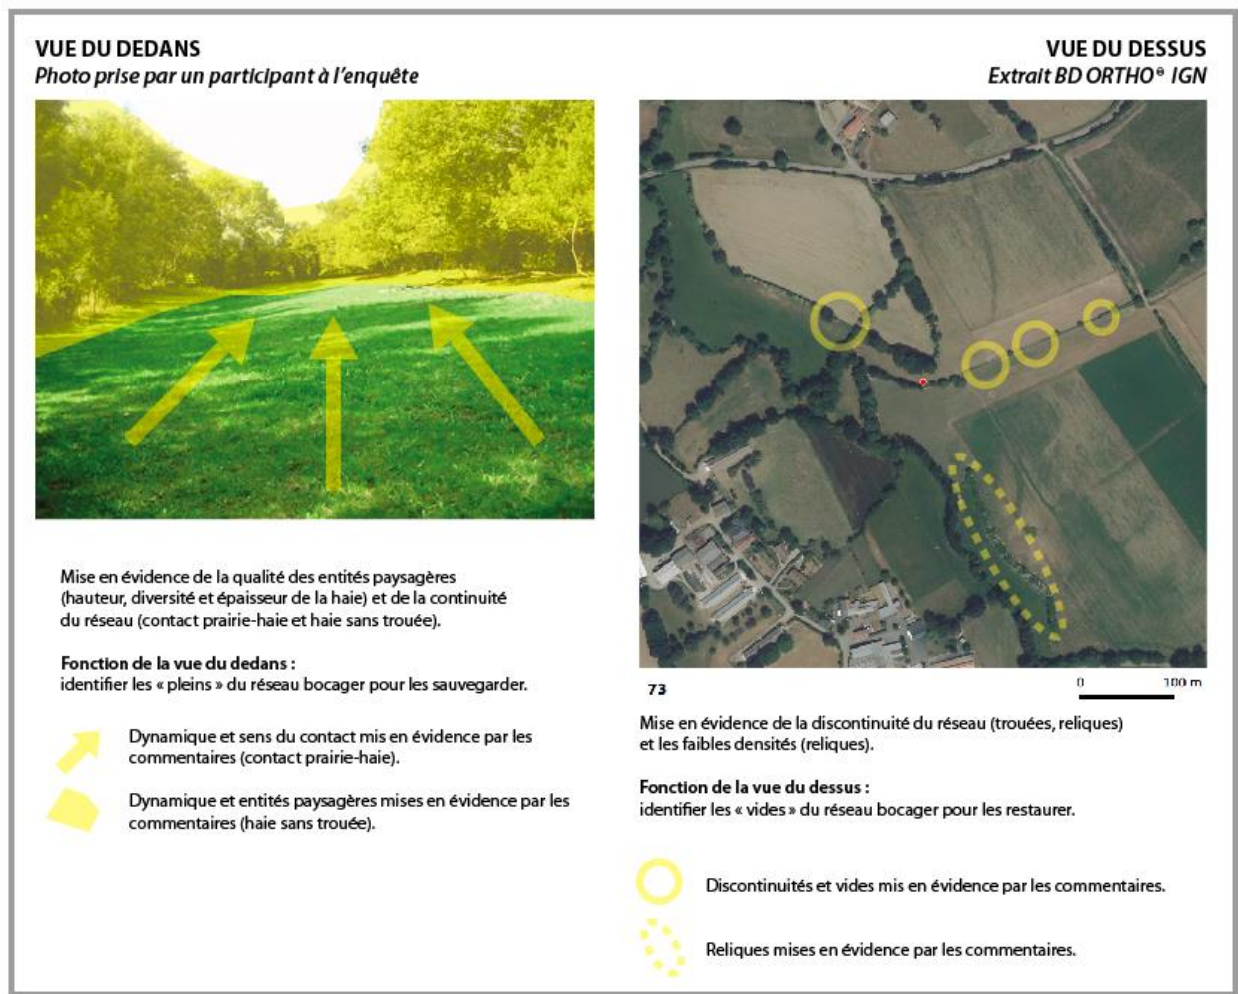 VUE DU DEDANS
Photo prise par un participant à l'enquête
VUE DU DESSUS
Extrait BD ORTHO® IGN
Mise en évidence de la qualité des entités paysagères
(hauteur, diversité et épaisseur de la haie) et de la continuité
du réseau (contact prairie-haie et haie sans trouée).
Fonction de la vue du dedans :
identifier les « pleins » du réseau bocager pour les sauvegarder.
Dynamique et sens du contact mis en évidence par les
commentaires (contact prairie-haie).
Dynamique et entités paysagères mises en évidence par les
commentaires (haie sans trouée).
73
0 100 m
Mise en évidence de la discontinuité du réseau (trouées, reliques)
et les faibles densités (reliques).
Fonction de la vue du dessus :
identifier les « vides » du réseau bocager pour les restaurer.
Discontinuités et vides mis en évidence par les commentaires.
Reliques mises en évidence par les commentaires.